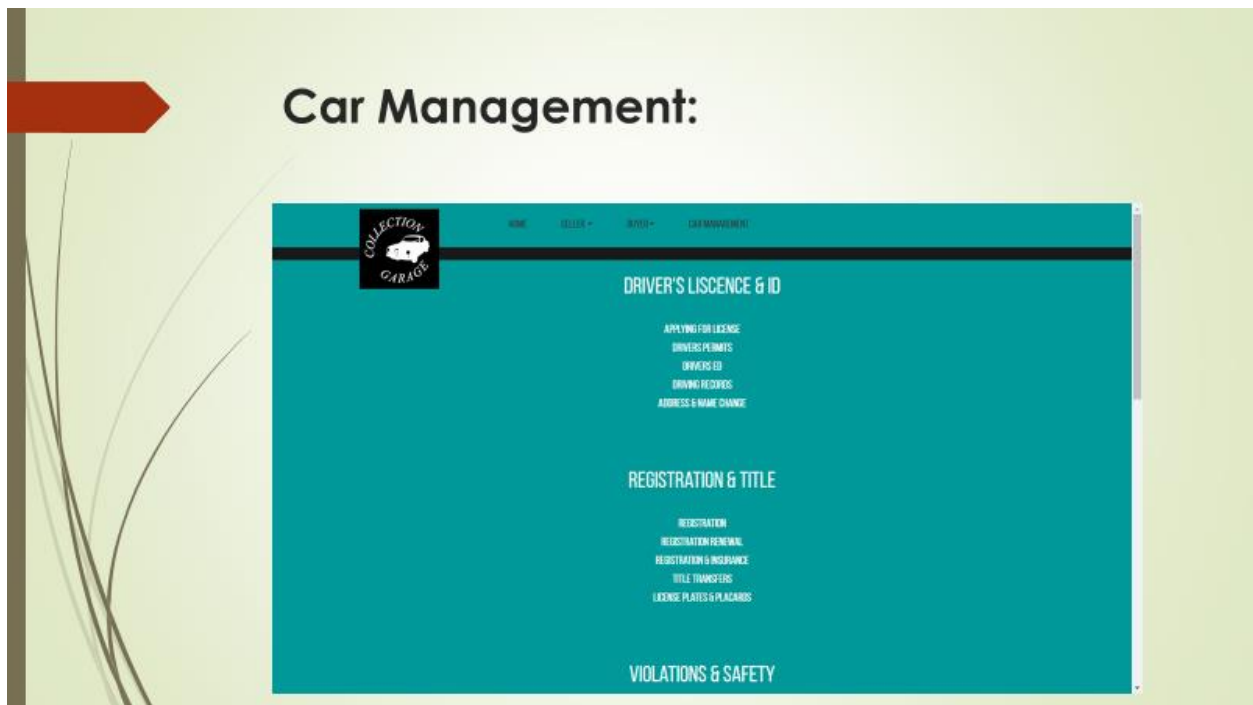 Car Management:
COLLECTION
GARAGE
HOME SELLER BUYER CAR MANAGEMENT
DRIVER'S LISCENCE & ID
APPLYING FOR LICENSE
DRIVERS PERMITS
DRIVERS ED
DRIVING RECORDS
ADDRESS & NAME CHANGE
REGISTRATION & TITLE
REGISTRATION
REGISTRATION RENEWAL
REGISTRATION & INSURANCE
TITLE TRANSFERS
LICENSE PLATES & PLACARDS
VIOLATIONS & SAFETY